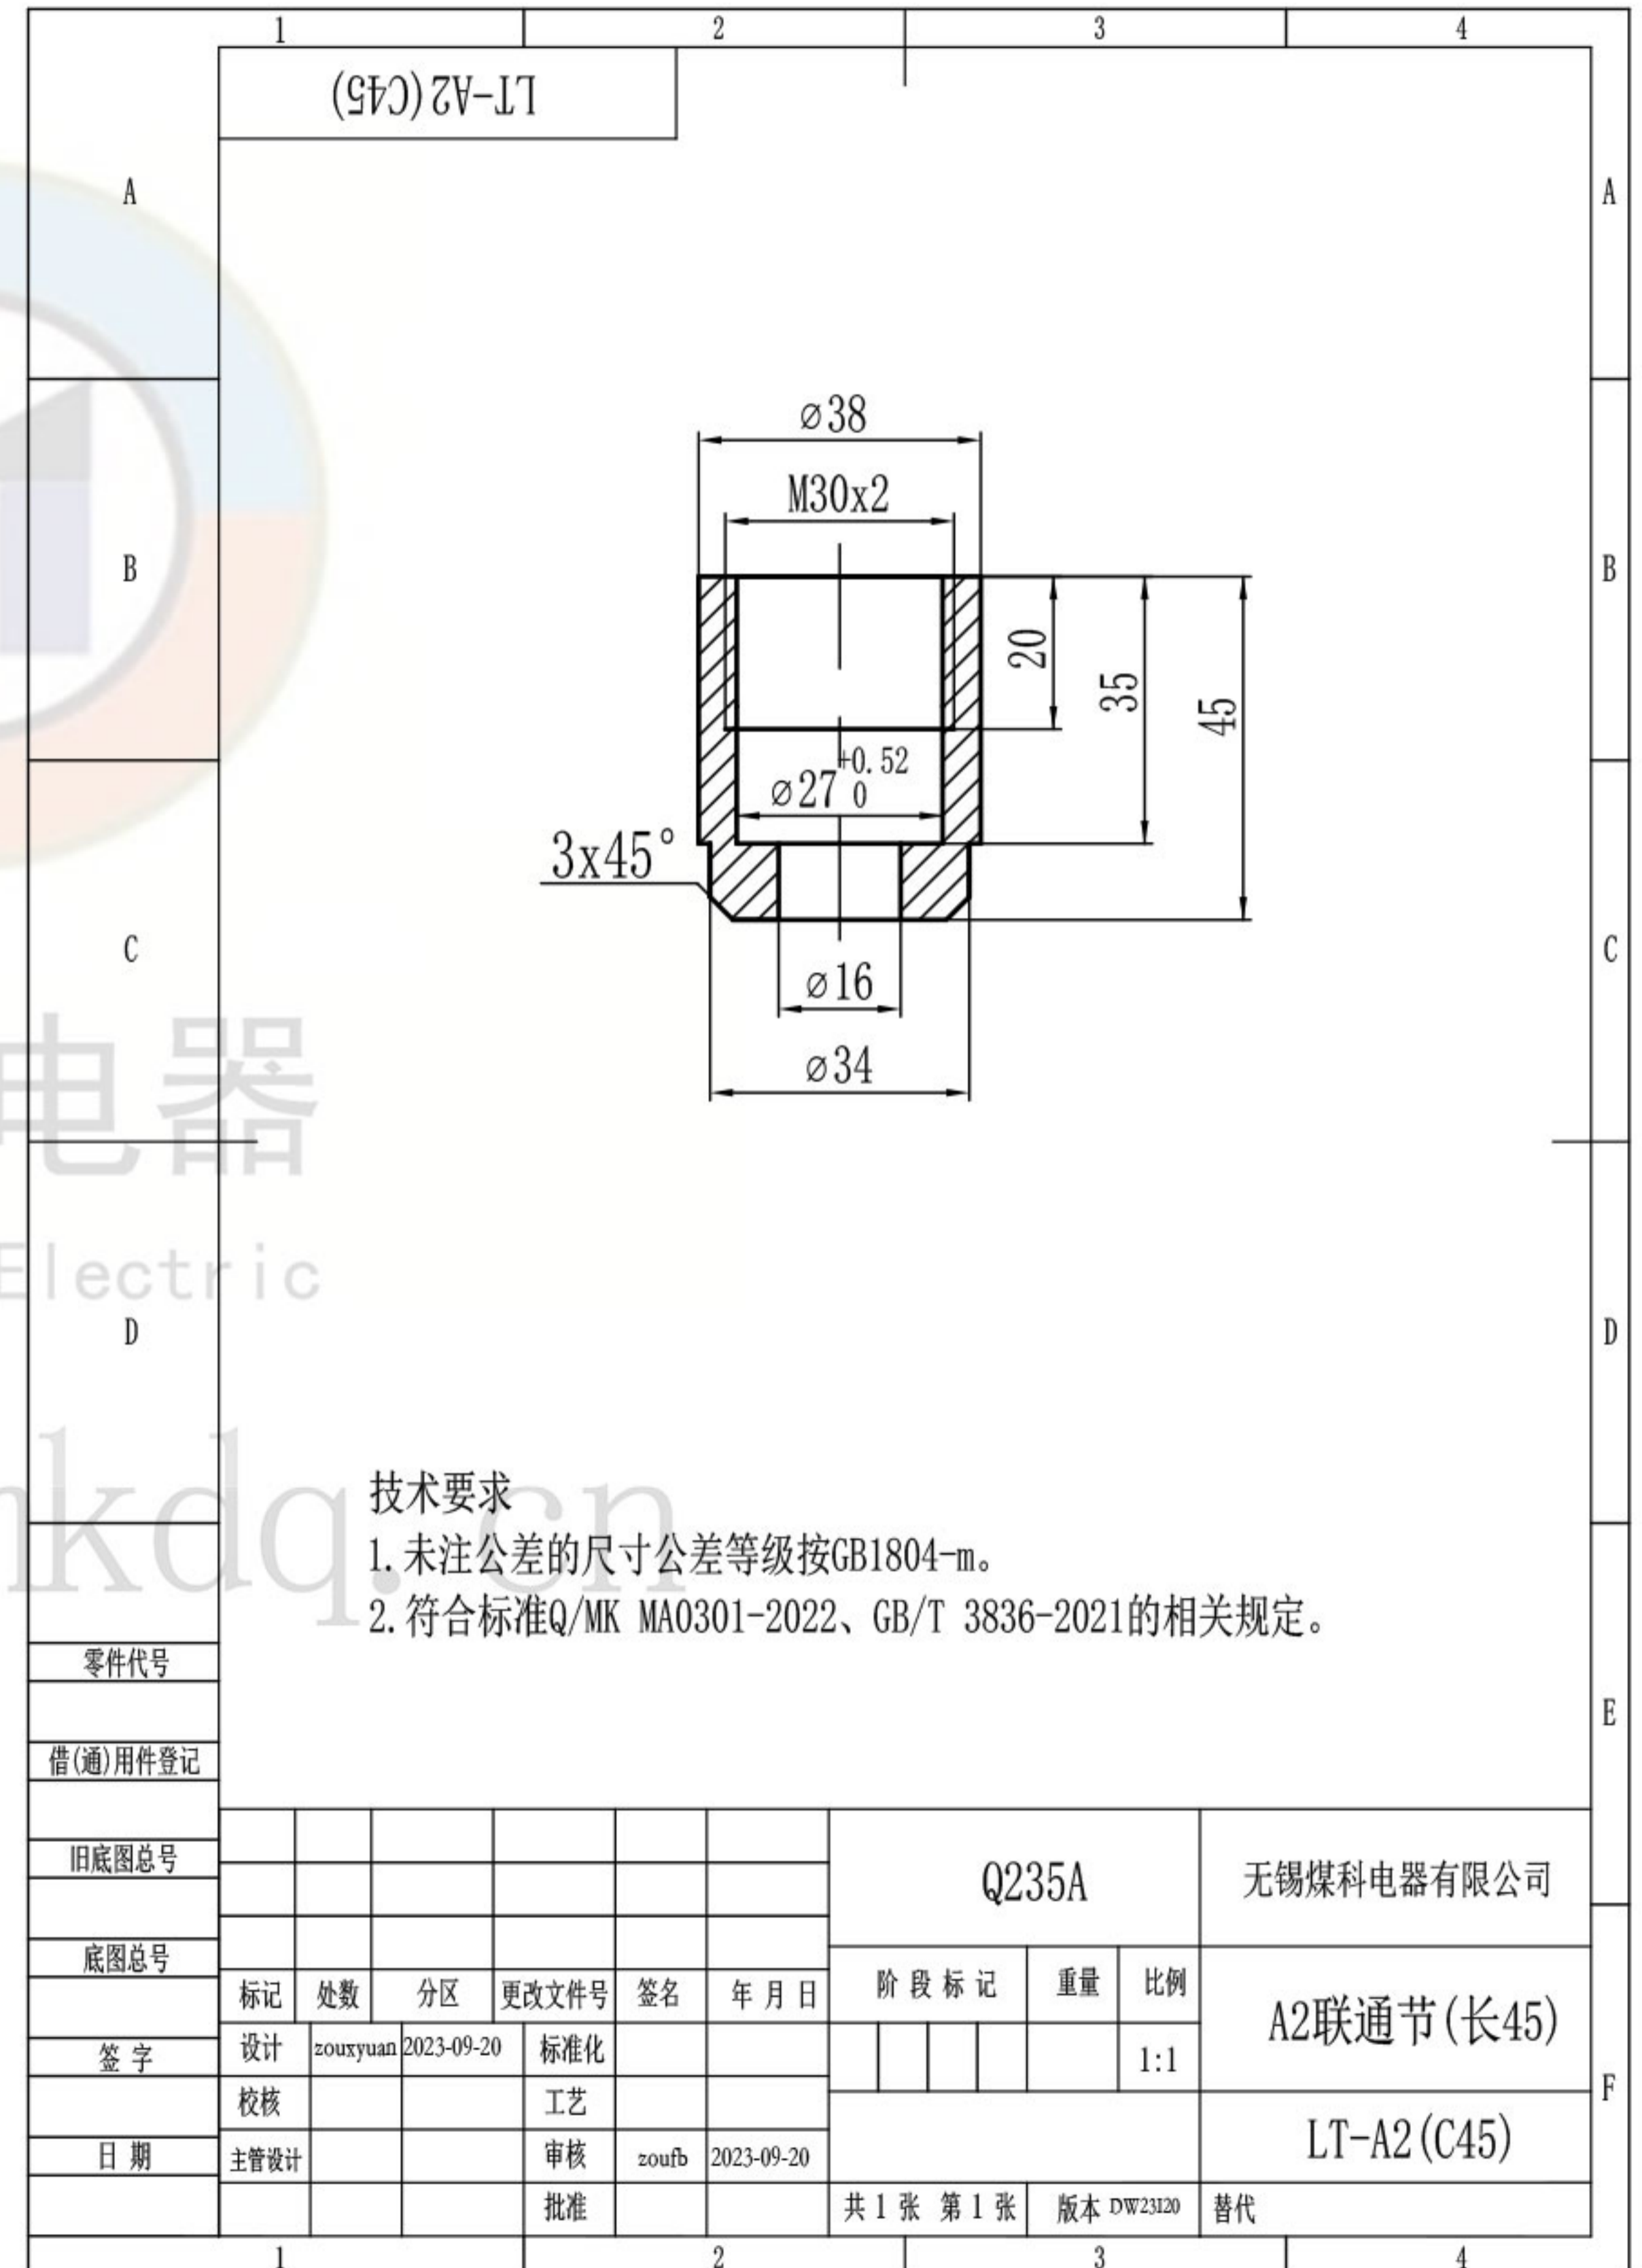 1 2 3 4
LT-A2(C45)
A A
B B
C C
D D
E
F
⌀38
M30x2
20
35
45
⌀27 +0.52 0
3x45°
⌀16
⌀34
电器
Electric
kdq.cn
技术要求
1.未注公差的尺寸公差等级按GB1804-m。
2.符合标准Q/MK MA0301-2022、GB/T 3836-2021的相关规定。
零件代号
借(通)用件登记
旧底图总号
底图总号
签字
日期
Q235A
无锡煤科电器有限公司
标记 处数 分区 更改文件号 签名 年月日
阶段标记 重量 比例
A2联通节(长45)
设计 zouxyuan 2023-09-20 标准化
1:1
校核 工艺
LT-A2(C45)
主管设计 审核 zoufb 2023-09-20
批准
共1张 第1张 版本 DW23I20 替代
1 2 3 4